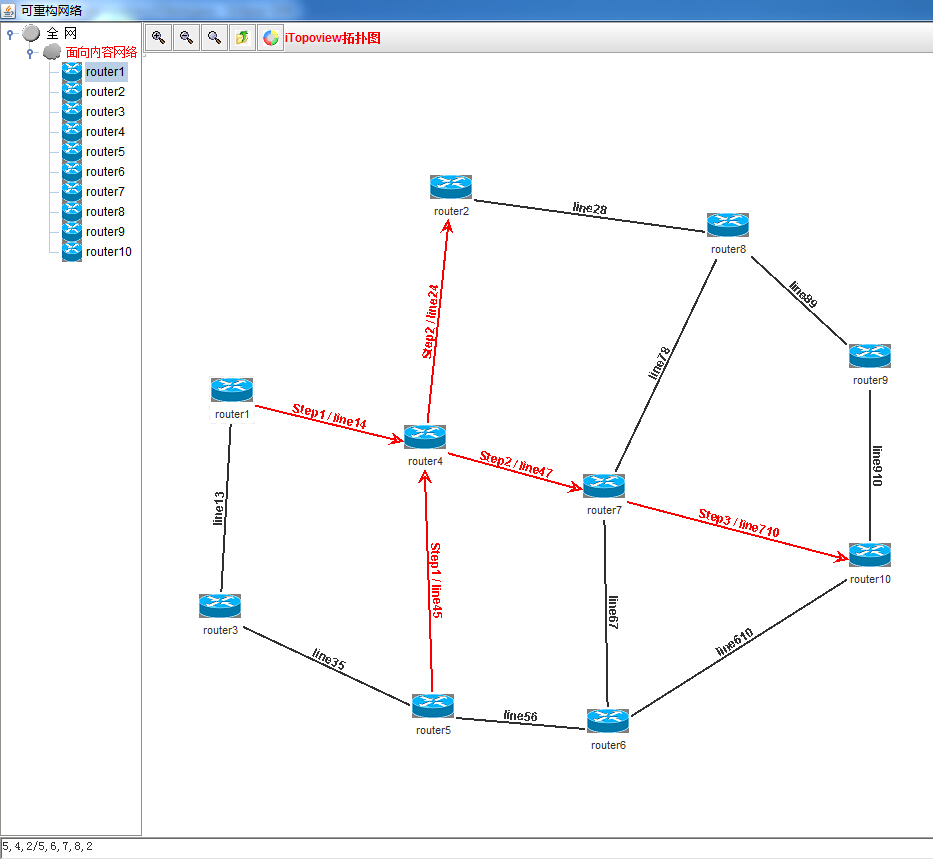 可重构网络
全 网
面向内容网络
router1
router2
router3
router4
router5
router6
router7
router8
router9
router10
iTopoview拓扑图
router2
line28
router8
line89
Step2 / line24
line78
router9
router1
Step1 / line14
router4
Step2 / line47
line910
router7
line13
Step3 / line710
router10
Step1 / line45
line67
router3
line35
line610
router5
line56
router6
5,4,2/5,6,7,8,2